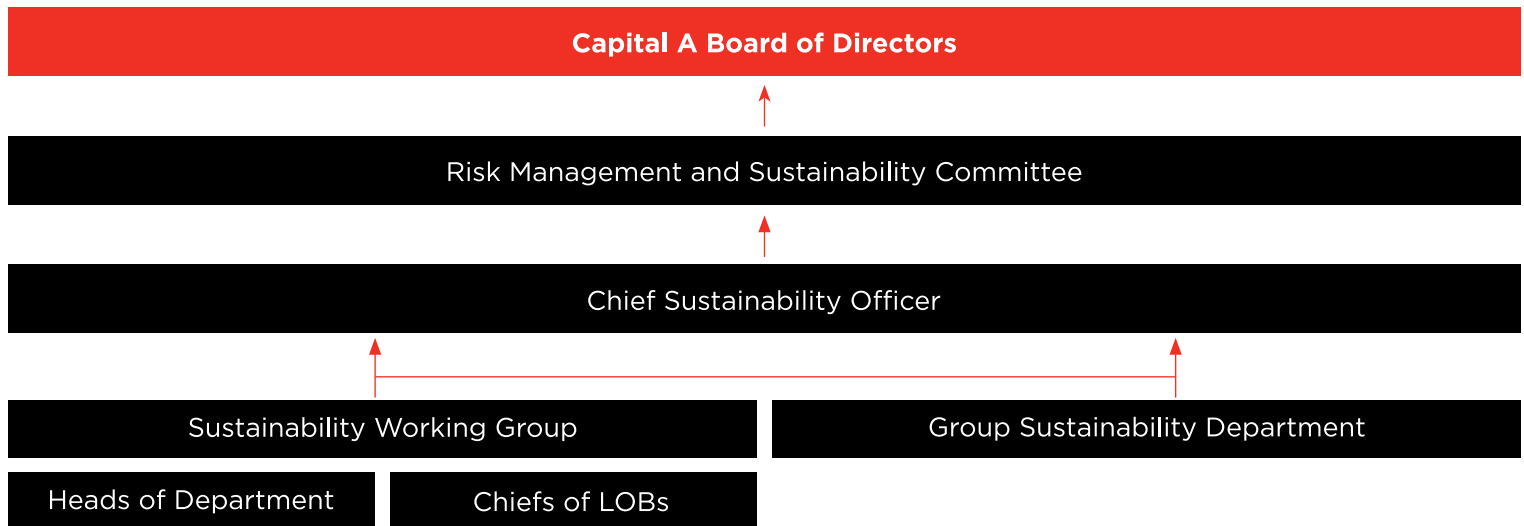 Capital A Board of Directors
Risk Management and Sustainability Committee
Chief Sustainability Officer
Sustainability Working Group
Group Sustainability Department
Heads of Department
Chiefs of LOBs